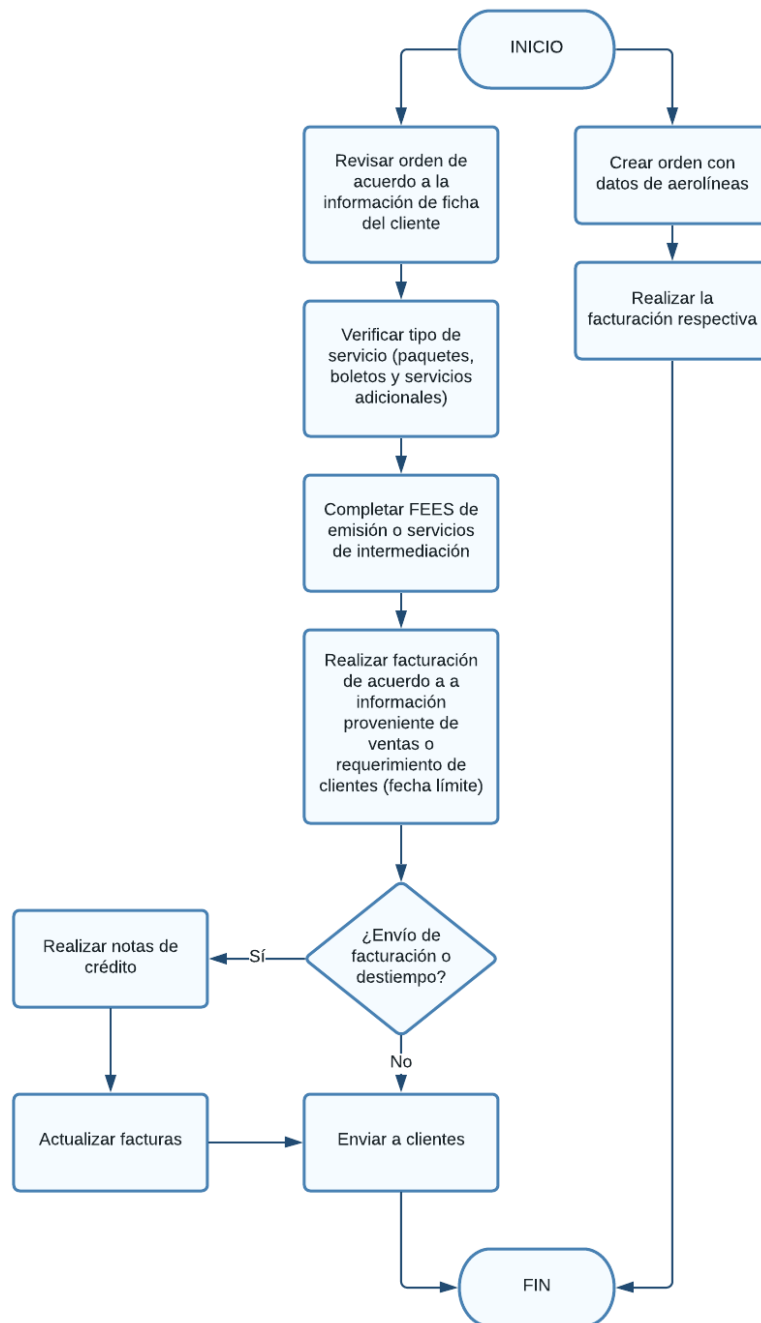 INICIO
Revisar orden de
acuerdo a la
información de ficha
del cliente
Crear orden con
datos de aerolíneas
Realizar la
facturación respectiva
Verificar tipo de
servicio (paquetes,
boletos y servicios
adicionales)
Completar FEES de
emisión o servicios
de intermediación
Realizar facturación
de acuerdo a a
información
proveniente de
ventas o
requerimiento de
clientes (fecha límite)
¿Envío de
facturación o
destiempo?
Sí
Realizar notas de
crédito
No
Actualizar facturas
Enviar a clientes
FIN